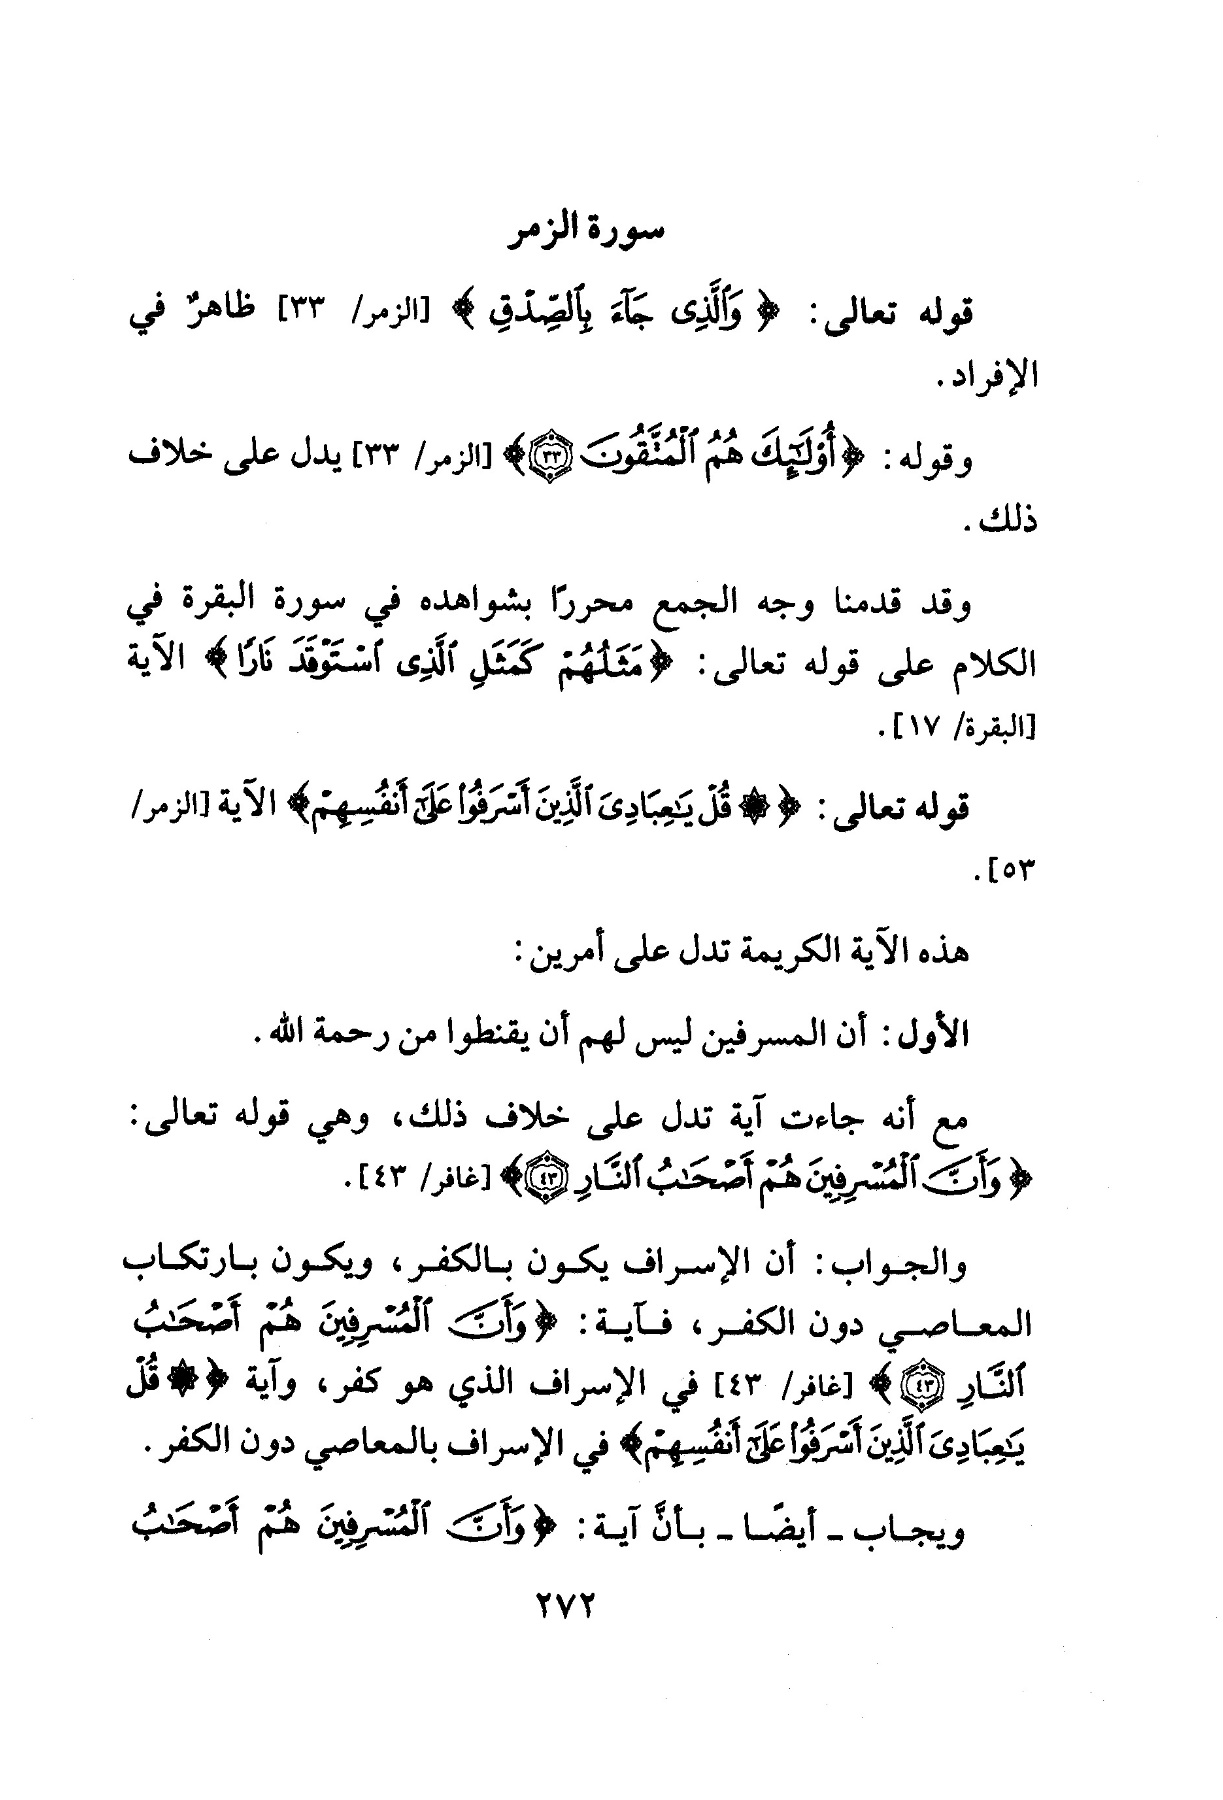 سورة الزمر
قوله تعالى: ﴿وَٱلَّذِى جَآءَ بِٱلصِّدْقِ﴾ [الزمر/ ٣٣] ظاهرٌ في
الإفراد.
وقوله: ﴿أُوْلَـٰٓئِكَ هُمُ ٱلْمُتَّقُونَ ٣٣﴾ [الزمر/ ٣٣] يدل على خلاف
ذلك.
وقد قدمنا وجه الجمع محررًا بشواهده في سورة البقرة في
الكلام على قوله تعالى: ﴿مَثَلُهُمْ كَمَثَلِ ٱلَّذِى ٱسْتَوْقَدَ نَارًا﴾ الآية
[البقرة/ ١٧].
قوله تعالى: ﴿۞ قُلْ يَـٰعِبَادِىَ ٱلَّذِينَ أَسْرَفُوا۟ عَلَىٰٓ أَنفُسِهِمْ﴾ الآية [الزمر/
٥٣].
هذه الآية الكريمة تدل على أمرين:
الأول: أن المسرفين ليس لهم أن يقنطوا من رحمة الله.
مع أنه جاءت آية تدل على خلاف ذلك، وهي قوله تعالى:
﴿وَأَنَّ ٱلْمُسْرِفِينَ هُمْ أَصْحَـٰبُ ٱلنَّارِ ٤٣﴾ [غافر/ ٤٣].
والجواب: أن الإسراف يكون بالكفر، ويكون بارتكاب
المعاصي دون الكفر، فآية: ﴿وَأَنَّ ٱلْمُسْرِفِينَ هُمْ أَصْحَـٰبُ
ٱلنَّارِ ٤٣﴾ [غافر/ ٤٣] في الإسراف الذي هو كفر، وآية ﴿۞ قُلْ
يَـٰعِبَادِىَ ٱلَّذِينَ أَسْرَفُوا۟ عَلَىٰٓ أَنفُسِهِمْ﴾ في الإسراف بالمعاصي دون الكفر.
ويجاب ـ أيضًا ـ بأنَّ آية: ﴿وَأَنَّ ٱلْمُسْرِفِينَ هُمْ أَصْحَـٰبُ
٢٧٢